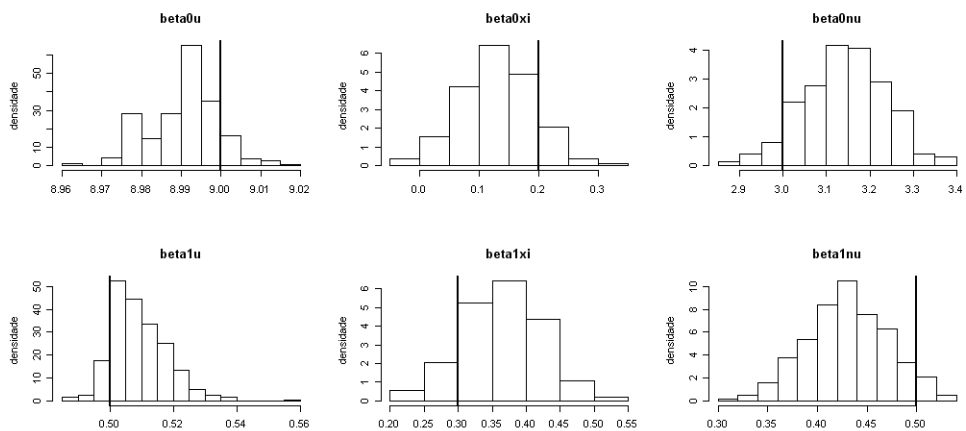 beta0u
beta0xi
beta0nu
densidade
10
30
50
8.96 8.97 8.98 8.99 9.00 9.01 9.02
densidade
0 1 2 3 4 5 6
0.0 0.1 0.2 0.3
densidade
0 1 2 3 4
2.9 3.0 3.1 3.2 3.3 3.4
beta1u
beta1xi
beta1nu
densidade
0 10 20 30 40 50
0.50 0.52 0.54 0.56
densidade
0 1 2 3 4 5 6
0.20 0.25 0.30 0.35 0.40 0.45 0.50 0.55
densidade
0 2 4 6 8 10
0.30 0.35 0.40 0.45 0.50